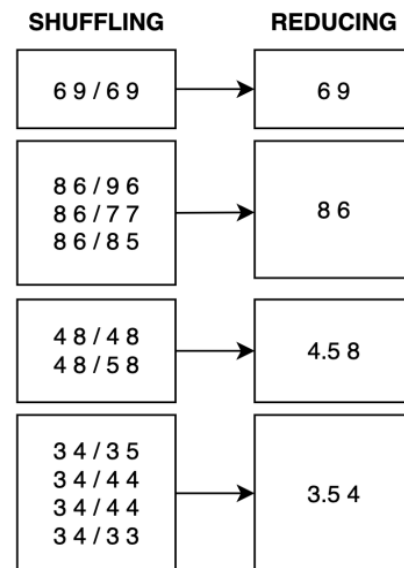 SHUFFLING
REDUCING
6 9 / 6 9
6 9
8 6 / 9 6
8 6 / 7 7
8 6 / 8 5
8 6
4 8 / 4 8
4 8 / 5 8
4.5 8
3 4 / 3 5
3 4 / 4 4
3 4 / 4 4
3 4 / 3 3
3.5 4